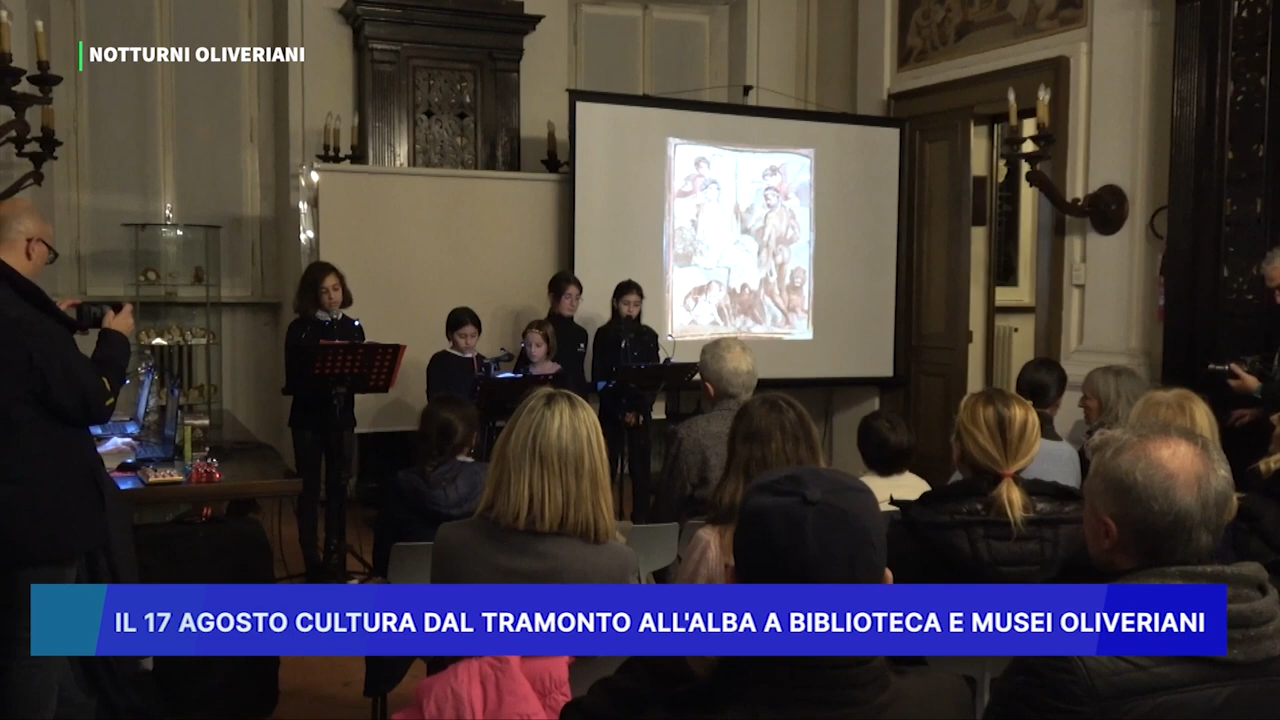 NOTTURNI OLIVERIANI
IL 17 AGOSTO CULTURA DAL TRAMONTO ALL'ALBA A BIBLIOTECA E MUSEI OLIVERIANI